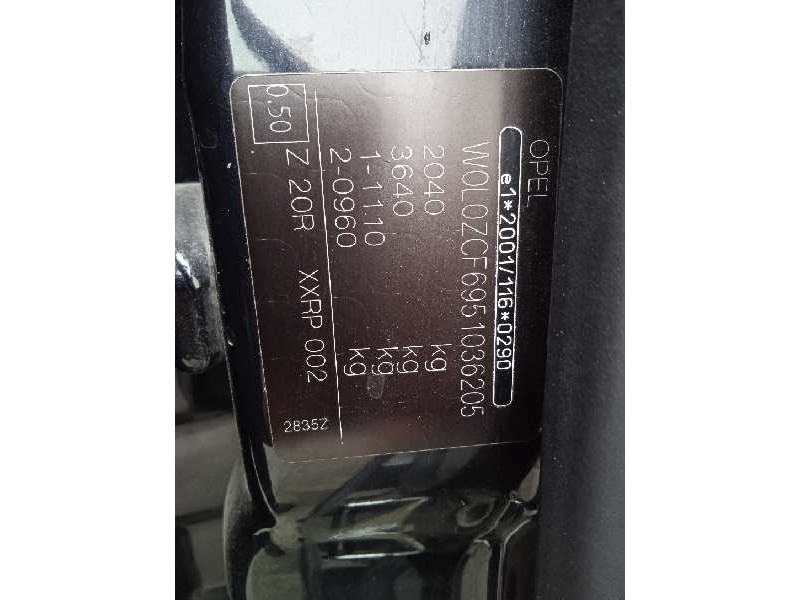 OPEL
e1*2001/116*0290
W0L0ZCF6951036205
2040 kg
3640 kg
1-1110 kg
2-0960 kg
0.50 Z 20R XXRP 002 2835Z